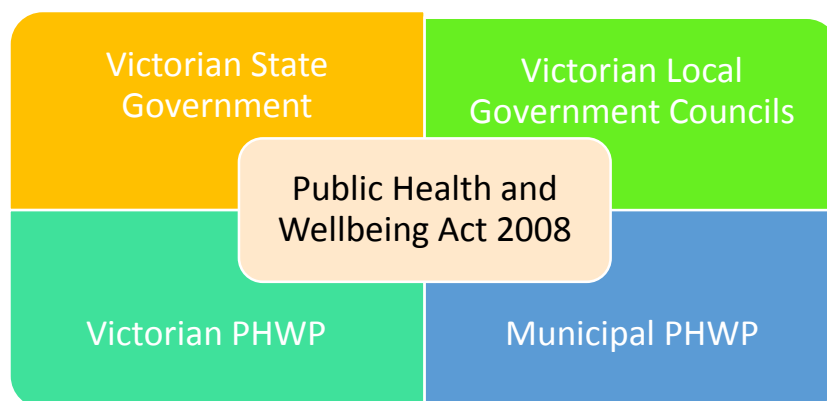 Victorian State
Government
Victorian Local
Government Councils
Public Health and
Wellbeing Act 2008
Victorian PHWP
Municipal PHWP